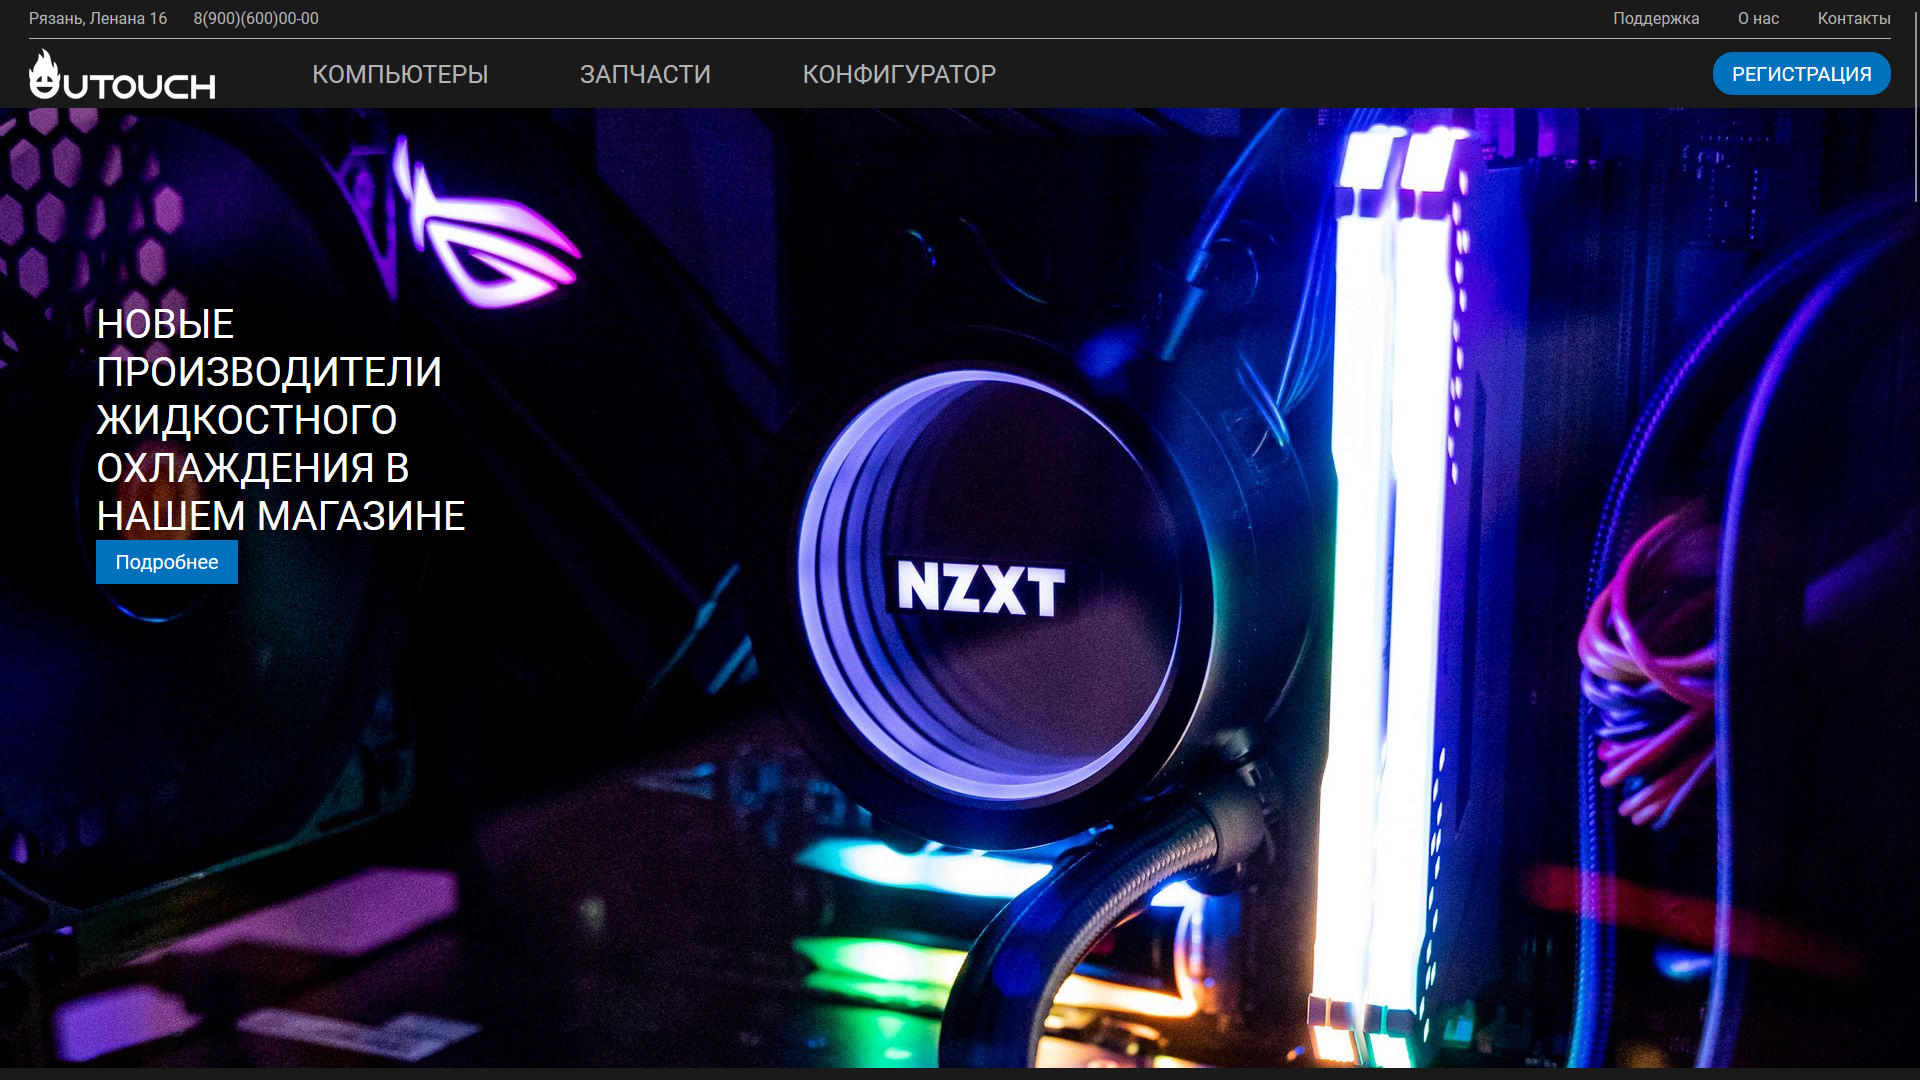 Рязань, Ленана 16 8(900)(600)00-00
Поддержка О нас Контакты
OUTOUCH
КОМПЬЮТЕРЫ ЗАПЧАСТИ КОНФИГУРАТОР
РЕГИСТРАЦИЯ
НОВЫЕ
ПРОИЗВОДИТЕЛИ
ЖИДКОСТНОГО
ОХЛАЖДЕНИЯ В
НАШЕМ МАГАЗИНЕ
Подробнее
NZXT